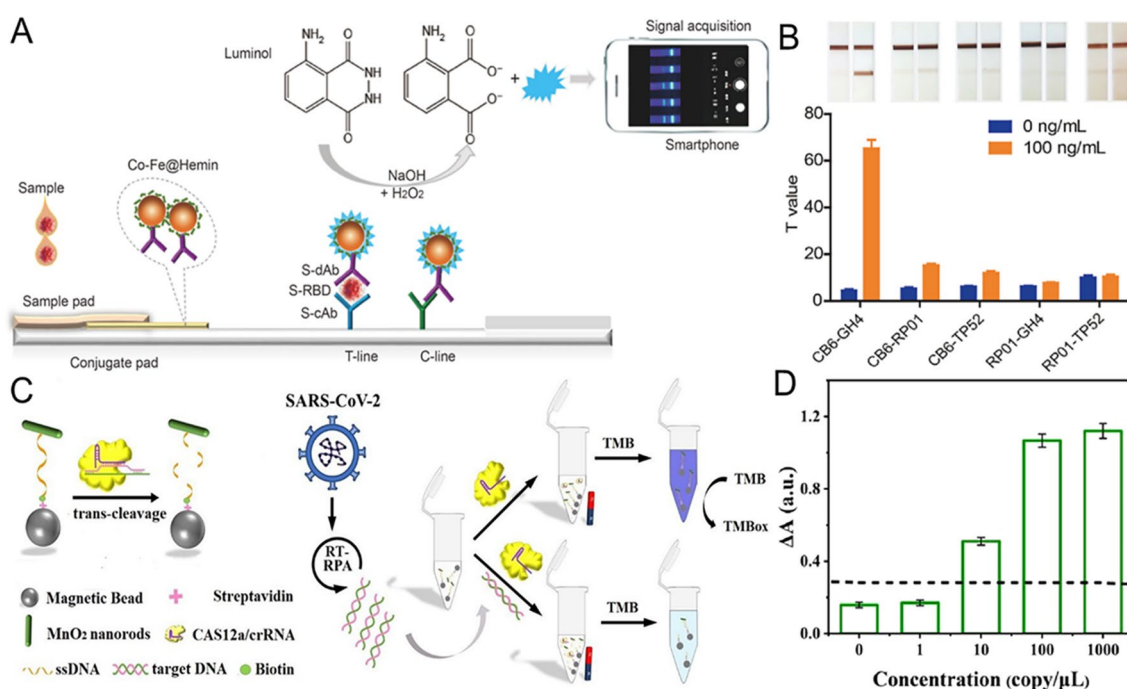 A
Luminol
NH₂
O
NH
NH
O
NH₂
O
O⁻
O⁻
O
+
Signal acquisition
Smartphone
NaOH
+ H₂O₂
Co-Fe@Hemin
Sample
Sample pad
Conjugate pad
S-dAb
S-RBD
S-cAb
T-line
C-line
B
80
60
40
20
0
T value
0 ng/mL
100 ng/mL
CB6-GH4
CB6-RP01
CB6-TP52
RP01-GH4
RP01-TP52
C
trans-cleavage
SARS-CoV-2
RT-
RPA
TMB
TMB
TMBox
TMB
Magnetic Bead
Streptavidin
MnO₂ nanorods
CAS12a/crRNA
ssDNA
target DNA
Biotin
D
1.2
0.8
0.4
0.0
ΔA (a.u.)
0
1
10
100
1000
Concentration (copy/µL)